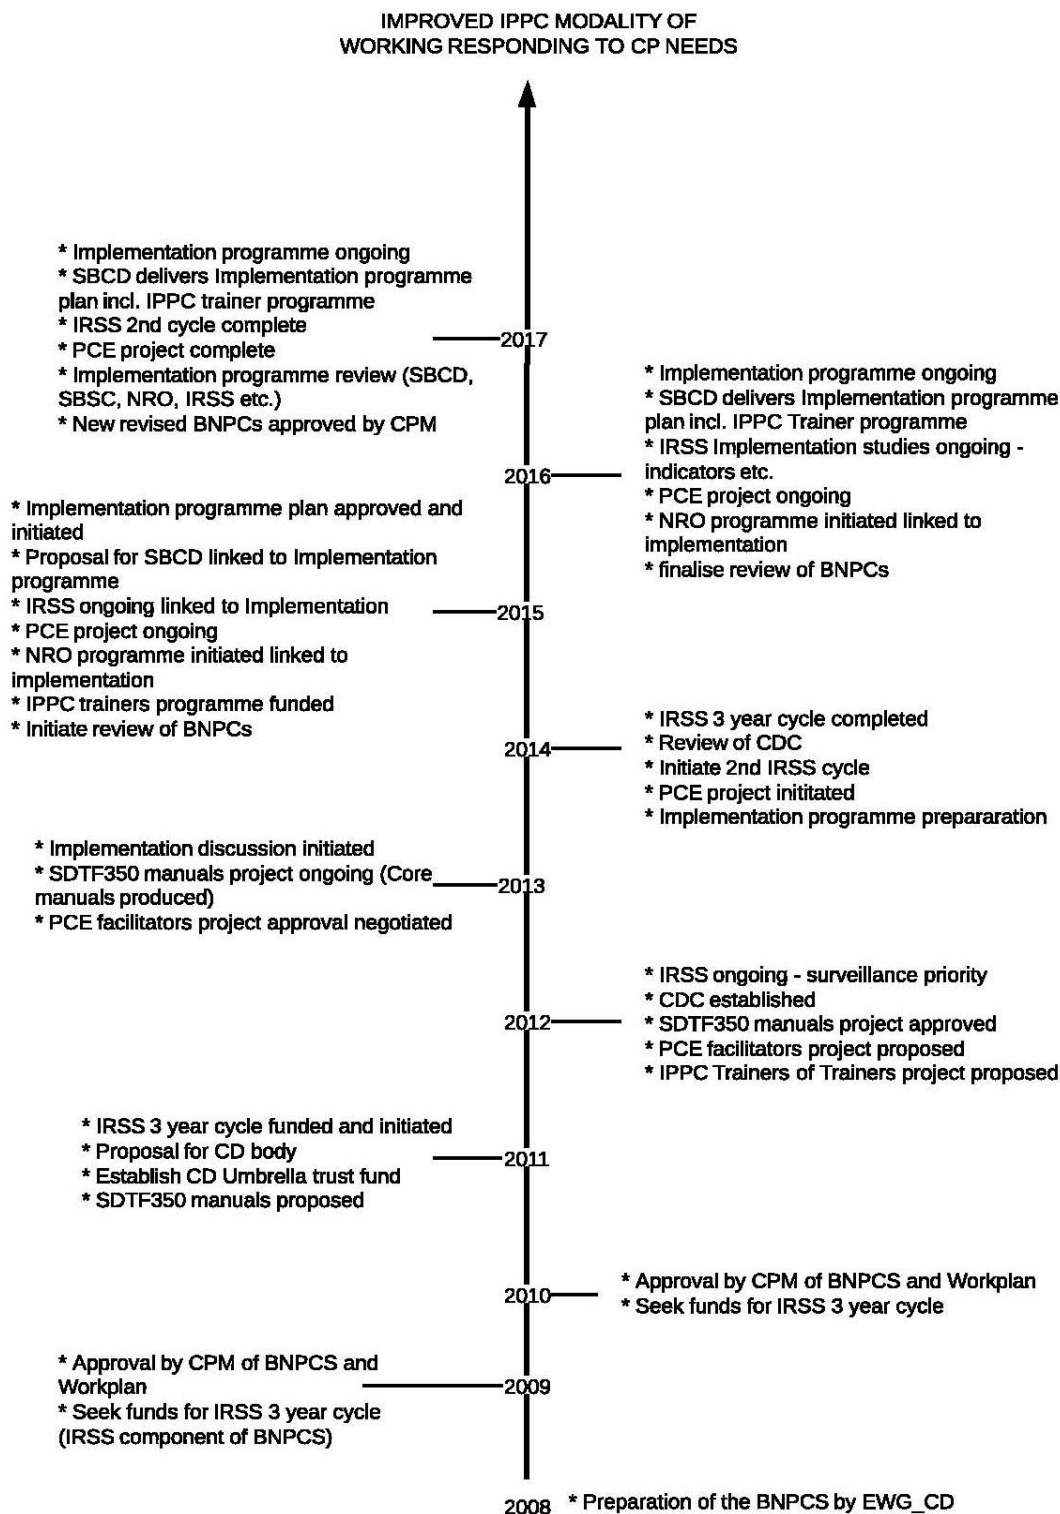 IMPROVED IPPC MODALITY OF
WORKING RESPONDING TO CP NEEDS
* Implementation programme ongoing
* SBCD delivers Implementation programme
plan incl. IPPC trainer programme
* IRSS 2nd cycle complete
* PCE project complete
* Implementation programme review (SBCD,
SBSC, NRO, IRSS etc.)
* New revised BNPCs approved by CPM
2017
* Implementation programme ongoing
* SBCD delivers Implementation programme
plan incl. IPPC Trainer programme
* IRSS Implementation studies ongoing -
indicators etc.
* PCE project ongoing
* NRO programme initiated linked to
implementation
* finalise review of BNPCs
2016
* Implementation programme plan approved and
initiated
* Proposal for SBCD linked to Implementation
programme
* IRSS ongoing linked to Implementation
* PCE project ongoing
* NRO programme initiated linked to
implementation
* IPPC trainers programme funded
* Initiate review of BNPCs
2015
* IRSS 3 year cycle completed
* Review of CDC
* Initiate 2nd IRSS cycle
* PCE project inititated
* Implementation programme prepararation
2014
* Implementation discussion initiated
* SDTF350 manuals project ongoing (Core
manuals produced)
* PCE facilitators project approval negotiated
2013
* IRSS ongoing - surveillance priority
* CDC established
* SDTF350 manuals project approved
* PCE facilitators project proposed
* IPPC Trainers of Trainers project proposed
2012
* IRSS 3 year cycle funded and initiated
* Proposal for CD body
* Establish CD Umbrella trust fund
* SDTF350 manuals proposed
2011
* Approval by CPM of BNPCS and Workplan
* Seek funds for IRSS 3 year cycle
2010
* Approval by CPM of BNPCS and
Workplan
* Seek funds for IRSS 3 year cycle
(IRSS component of BNPCS)
2009
2008 * Preparation of the BNPCS by EWG_CD